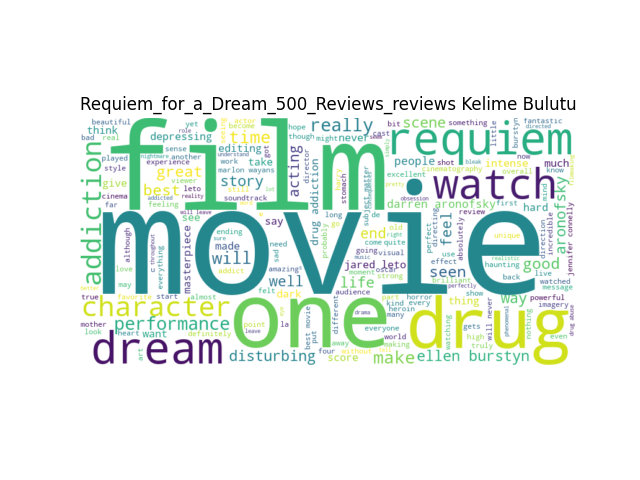 Requiem_for_a_Dream_500_Reviews_reviews Kelime Bulutu
film
movie
one
drug
requiem
watch
dream
addiction
character
performance
disturbing
ellen burstyn
make
way
good
aronofsky
darren aronofsky
jared leto
scene
really
time
story
great
best
acting
editing
depressing
think
people
intense
much
hard
feel
seen
end
life
well
will
made
masterpiece
drug addiction
dark
say
see
give
take
never
want
score
thing
soundtrack
marlon wayans
beautiful
yet
bad
real
played
another
experience
style
cinema
far
although
love
may
everything
true
favorite
start
almost
mother
look
heart
definitely
art
four
best movie
put
different
everyone
world
making
away
without
watching
high
truly
gets
nothing
even
will never
phenomenal
drug abuse
imagery
powerful
message
watched
live
back
jennifer connelly
incredible
direction
mind
overall
cinematography
shot
excellent
first
something
little
burstyn
fantastic
directed
now
unique
haunting
realistic
absolutely
review
use
directing
perfect
brilliant
effect
show
perfectly
horror
kind
every
heroin
many
past
drama
audience
oscar
moment
strong
music
going
visual
come
quite
long
subject matter
stomach
probably
director
though
might
hope
bit
cast
actor
become
role
sense
nightmare
understand
work
still
viewer
feeling
addicted
reality
leto
lot
got
ending
sure
need
sad
amazing
felt
addict
point
leave
la
throughout
obsession
pretty
break